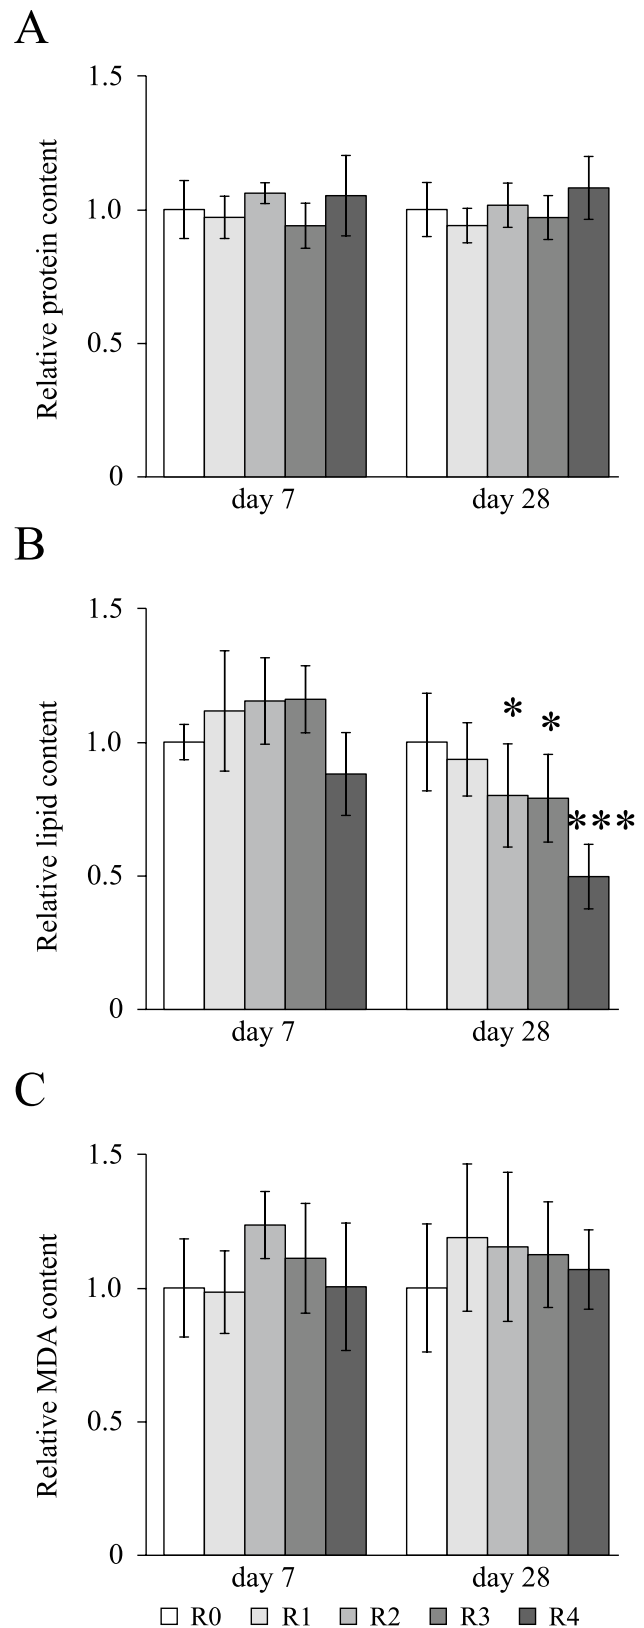 A
Relative protein content
1.5
1.0
0.5
0
day 7 day 28
B
Relative lipid content
1.5
1.0
0.5
0
* * ***
day 7 day 28
C
Relative MDA content
1.5
1.0
0.5
0
day 7 day 28
R0 R1 R2 R3 R4